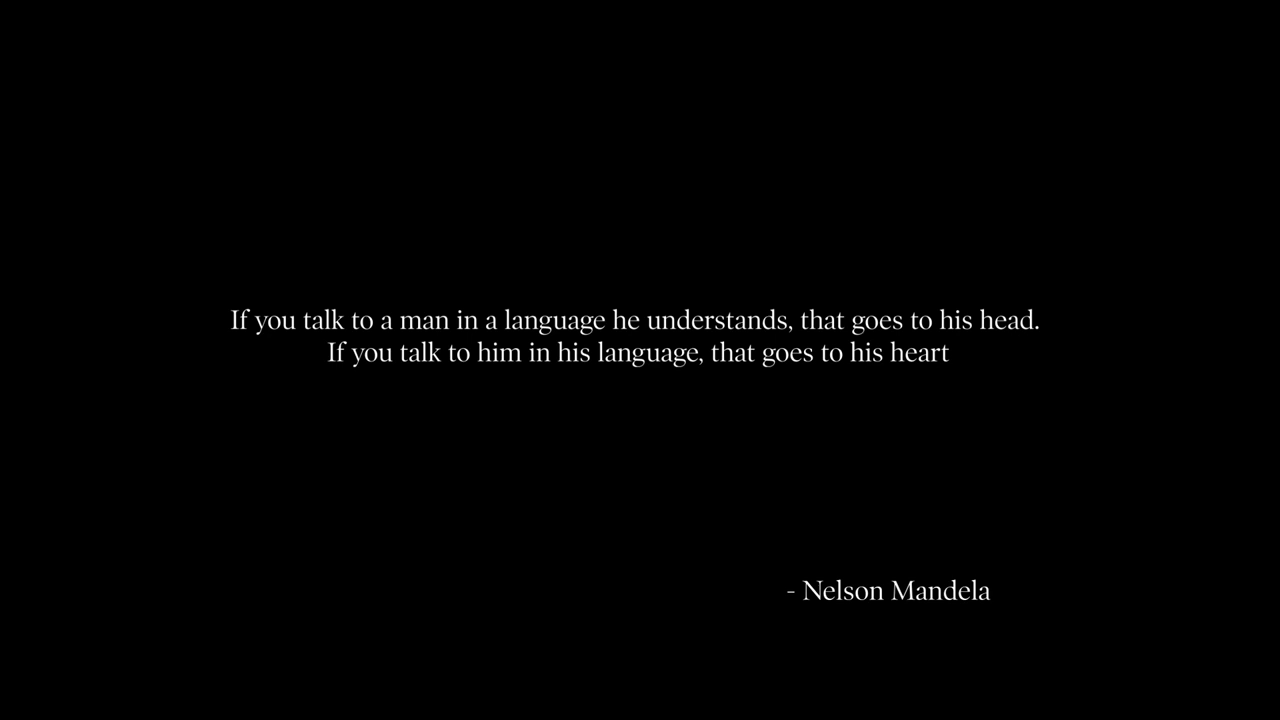 If you talk to a man in a language he understands, that goes to his head.
If you talk to him in his language, that goes to his heart
- Nelson Mandela